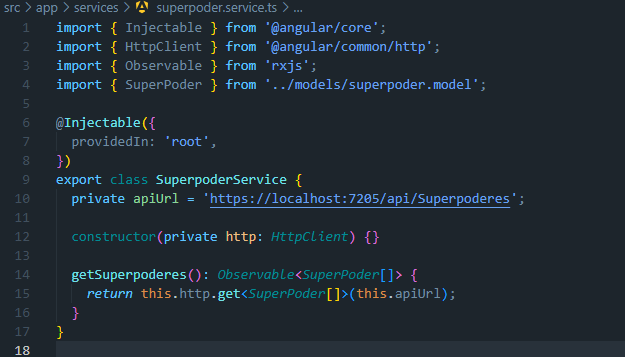 src > app > services > superpoder.service.ts > ...
1 import { Injectable } from '@angular/core';
2 import { HttpClient } from '@angular/common/http';
3 import { Observable } from 'rxjs';
4 import { SuperPoder } from '../models/superpoder.model';
5
6 @Injectable({
7   providedIn: 'root',
8 })
9 export class SuperpoderService {
10   private apiUrl = 'https://localhost:7205/api/Superpoderes';
11
12   constructor(private http: HttpClient) {}
13
14   getSuperpoderes(): Observable<SuperPoder[]> {
15     return this.http.get<SuperPoder[]>(this.apiUrl);
16   }
17 }
18